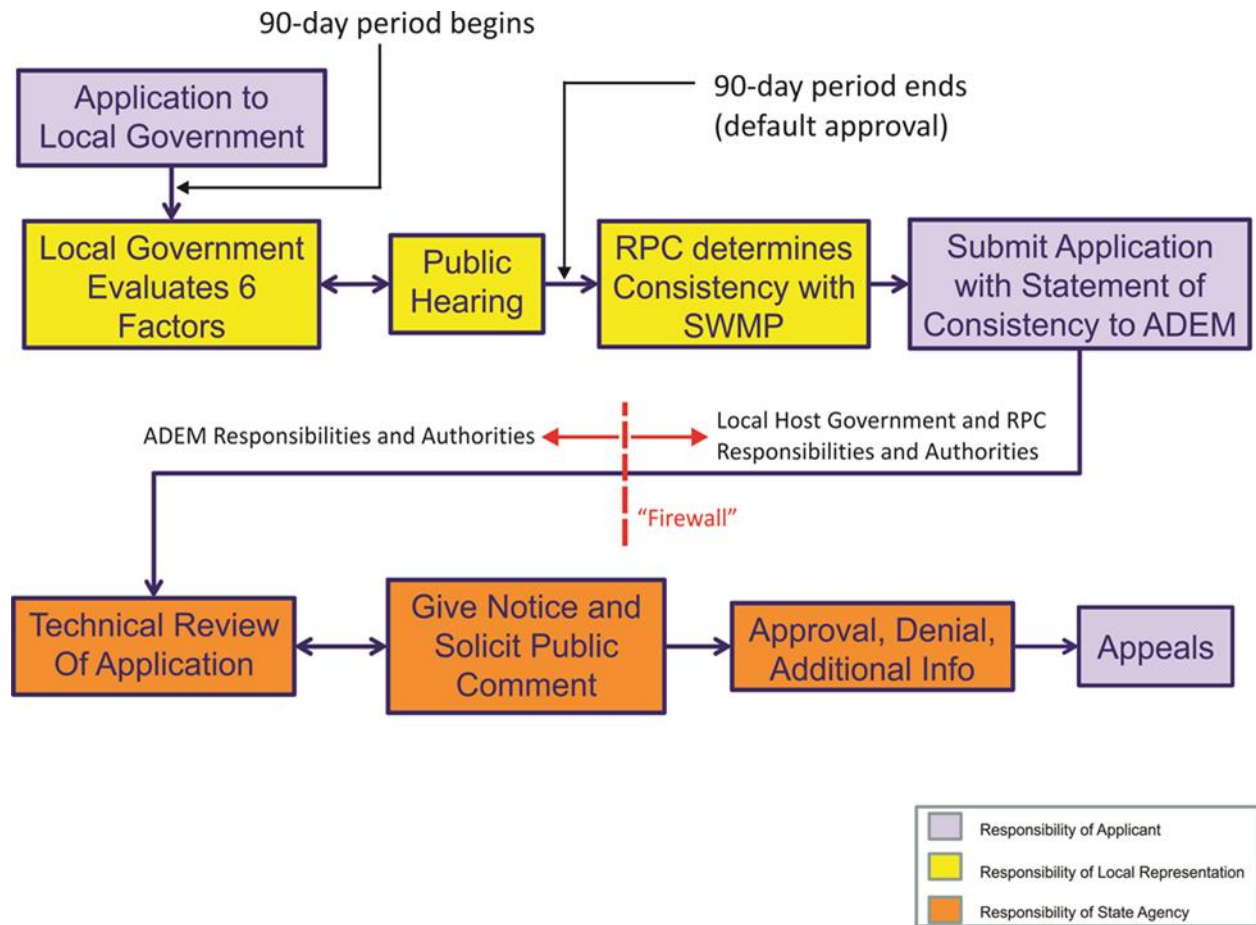 90-day period begins
Application to
Local Government
90-day period ends
(default approval)
Local Government
Evaluates 6
Factors
Public
Hearing
RPC determines
Consistency with
SWMP
Submit Application
with Statement of
Consistency to ADEM
ADEM Responsibilities and Authorities
Local Host Government and RPC
Responsibilities and Authorities
“Firewall”
Technical Review
Of Application
Give Notice and
Solicit Public
Comment
Approval, Denial,
Additional Info
Appeals
Responsibility of Applicant
Responsibility of Local Representation
Responsibility of State Agency